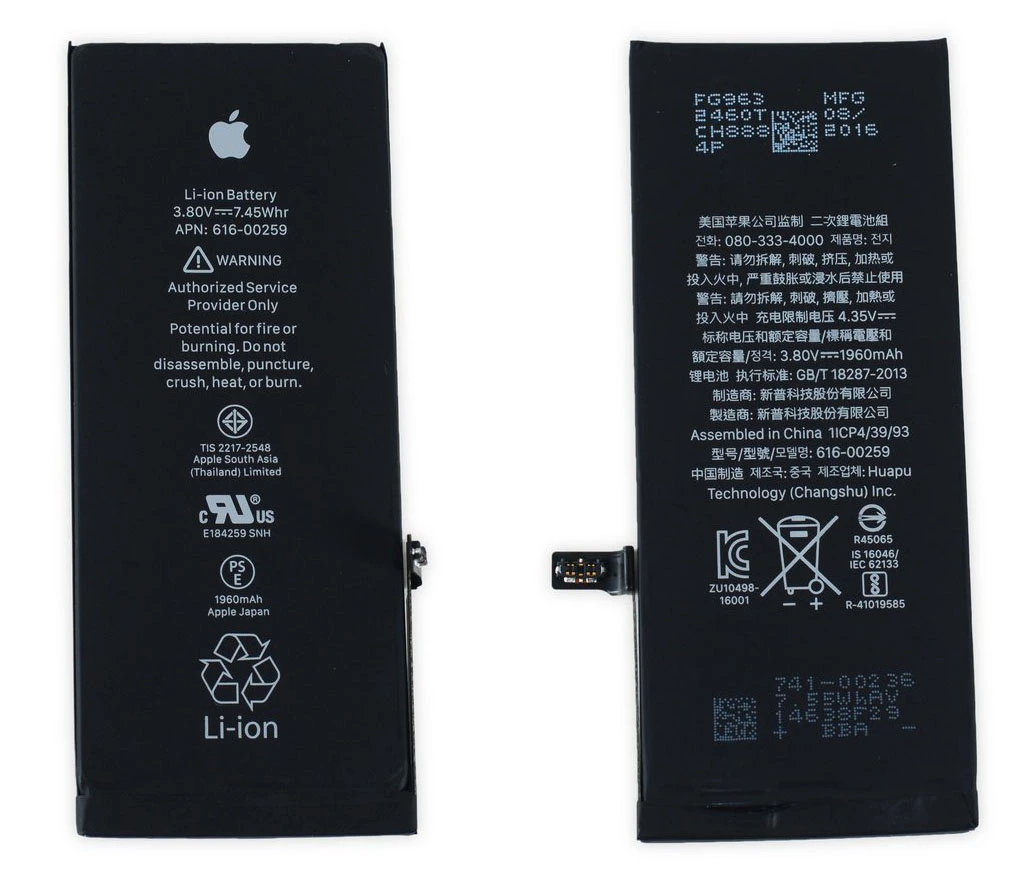 Li-ion Battery
3.80V⎓7.45Whr
APN: 616-00259
WARNING
Authorized Service
Provider Only
Potential for fire or
burning. Do not
disassemble, puncture,
crush, heat, or burn.
TIS 2217-2548
Apple South Asia
(Thailand) Limited
c RU® US
E184259 SNH
PS
E
1960mAh
Apple Japan
Li-ion
FG963
2460T
CH888
4P
MFG
08/
2016
美国苹果公司监制 二次鋰電池組
전화: 080-333-4000 제품명: 전지
警告: 请勿拆解, 刺破, 挤压, 加热或
投入火中, 严重鼓胀或浸水后禁止使用
警告: 請勿拆解, 刺破, 擠壓, 加熱或
投入火中 充电限制电压 4.35V⎓
标称电压和额定容量/標稱電壓和
額定容量/정격: 3.80V⎓1960mAh
锂电池 执行标准: GB/T 18287-2013
制造商: 新普科技股份有限公司
製造商: 新普科技股份有限公司
Assembled in China 1ICP4/39/93
型号/型號/모델명: 616-00259
中国制造 제조국: 중국 제조업체: Huapu
Technology (Changshu) Inc.
ZU10498-
16001
− +
R45065
IS 16046/
IEC 62133
R-41019585
741-00236
7.55WhAV
14638F29
+ BBA −